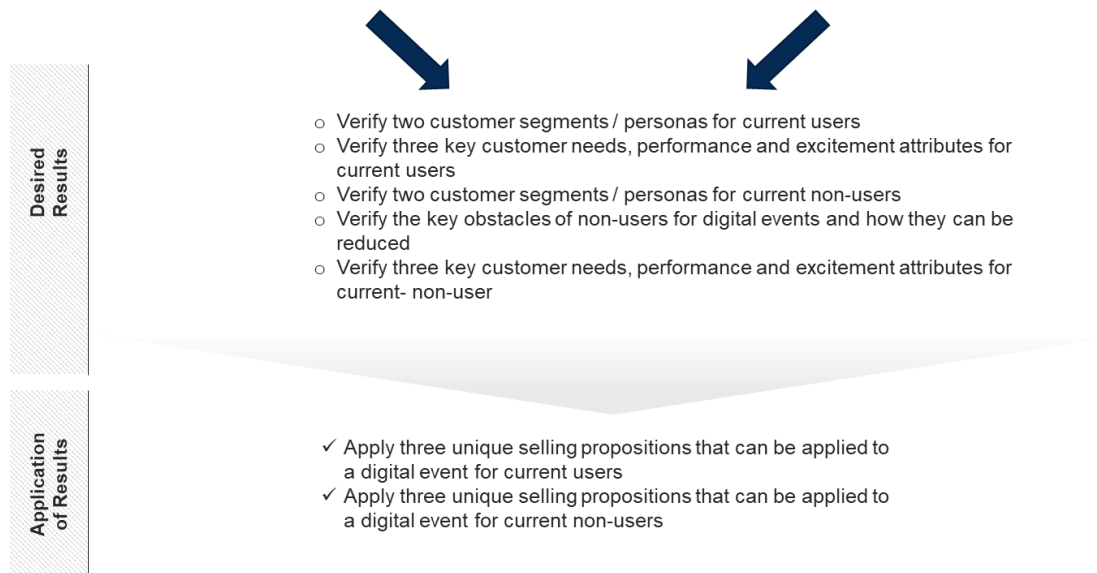 Desired
Results
o Verify two customer segments / personas for current users
o Verify three key customer needs, performance and excitement attributes for
current users
o Verify two customer segments / personas for current non-users
o Verify the key obstacles of non-users for digital events and how they can be
reduced
o Verify three key customer needs, performance and excitement attributes for
current- non-user
Application
of Results
✓ Apply three unique selling propositions that can be applied to
a digital event for current users
✓ Apply three unique selling propositions that can be applied to
a digital event for current non-users